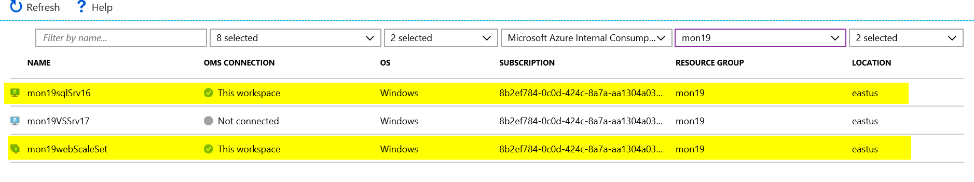 Refresh ? Help
Filter by name... 8 selected 2 selected Microsoft Azure Internal Consump... mon19 2 selected
NAME OMS CONNECTION OS SUBSCRIPTION RESOURCE GROUP LOCATION
mon19sqlSrv16 This workspace Windows 8b2ef784-0c0d-424c-8a7a-aa1304a03... mon19 eastus
mon19VSSrv17 Not connected Windows 8b2ef784-0c0d-424c-8a7a-aa1304a03... mon19 eastus
mon19webScaleSet This workspace Windows 8b2ef784-0c0d-424c-8a7a-aa1304a03... mon19 eastus